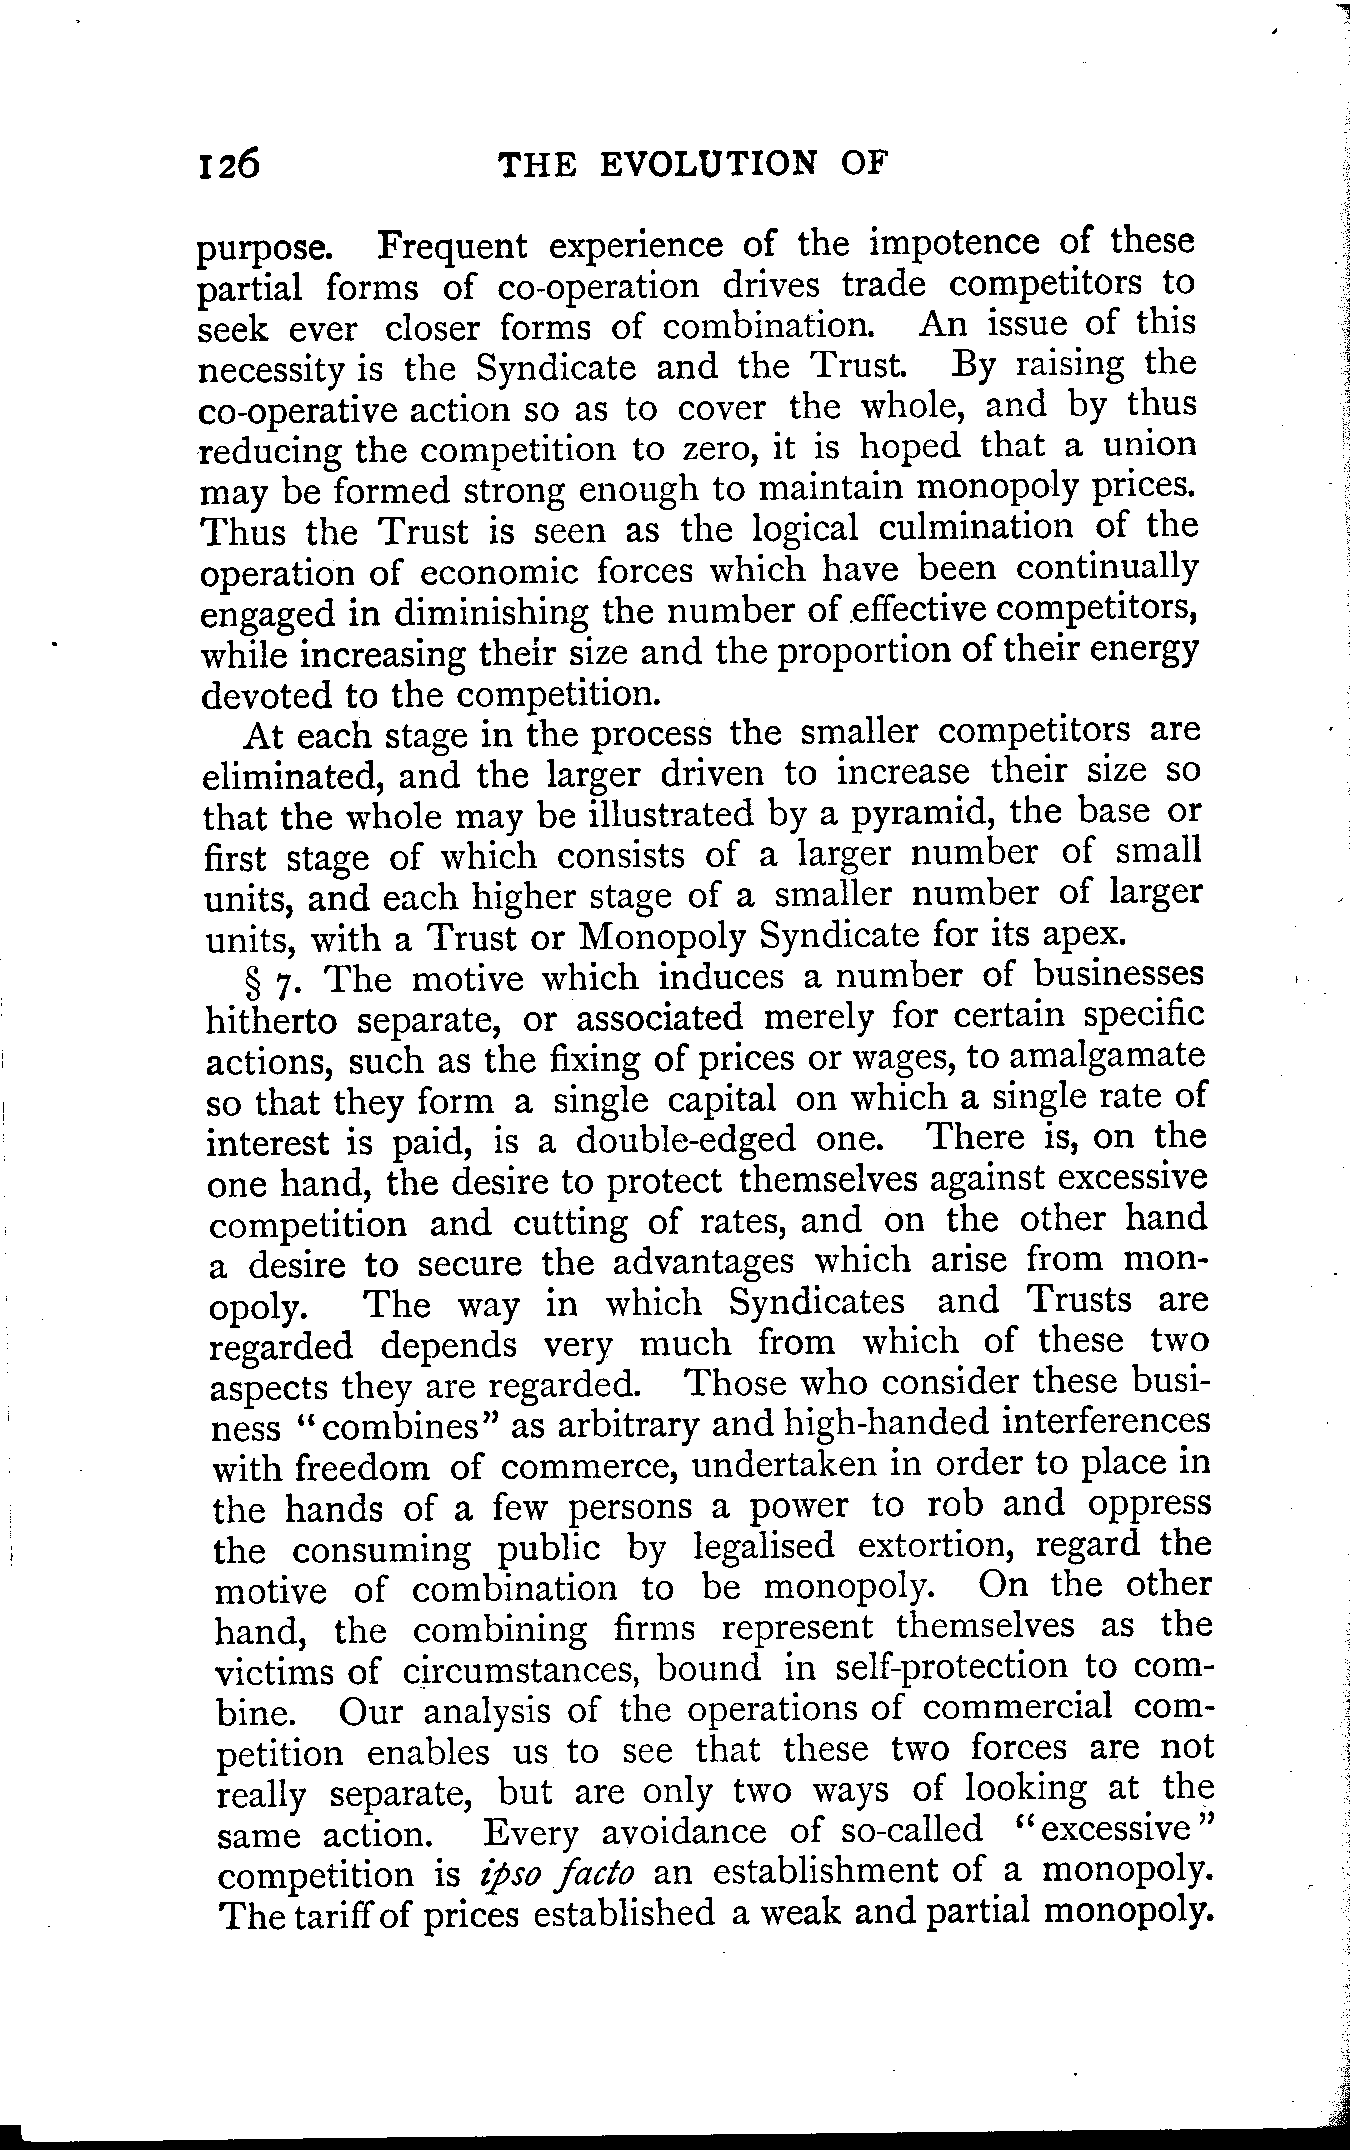 126 THE EVOLUTION OF
purpose. Frequent experience of the impotence of these
partial forms of co-operation drives trade competitors to
seek ever closer forms of combination. An issue of this
necessity is the Syndicate and the Trust. By raising the
co-operative action so as to cover the whole, and by thus
reducing the competition to zero, it is hoped that a union
may be formed strong enough to maintain monopoly prices.
Thus the Trust is seen as the logical culmination of the
operation of economic forces which have been continually
engaged in diminishing the number of effective competitors,
while increasing their size and the proportion of their energy
devoted to the competition.
At each stage in the process the smaller competitors are
eliminated, and the larger driven to increase their size so
that the whole may be illustrated by a pyramid, the base or
first stage of which consists of a larger number of small
units, and each higher stage of a smaller number of larger
units, with a Trust or Monopoly Syndicate for its apex.
§ 7. The motive which induces a number of businesses
hitherto separate, or associated merely for certain specific
actions, such as the fixing of prices or wages, to amalgamate
so that they form a single capital on which a single rate of
interest is paid, is a double-edged one. There is, on the
one hand, the desire to protect themselves against excessive
competition and cutting of rates, and on the other hand
a desire to secure the advantages which arise from mon-
opoly. The way in which Syndicates and Trusts are
regarded depends very much from which of these two
aspects they are regarded. Those who consider these busi-
ness "combines" as arbitrary and high-handed interferences
with freedom of commerce, undertaken in order to place in
the hands of a few persons a power to rob and oppress
the consuming public by legalised extortion, regard the
motive of combination to be monopoly. On the other
hand, the combining firms represent themselves as the
victims of circumstances, bound in self-protection to com-
bine. Our analysis of the operations of commercial com-
petition enables us to see that these two forces are not
really separate, but are only two ways of looking at the
same action. Every avoidance of so-called "excessive"
competition is ipso facto an establishment of a monopoly.
The tariff of prices established a weak and partial monopoly.